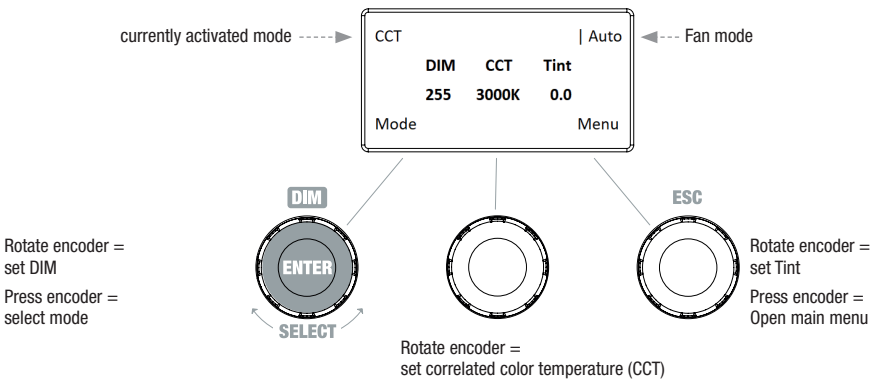 currently activated mode
CCT | Auto
Fan mode
DIM CCT Tint
255 3000K 0.0
Mode Menu
DIM
ESC
Rotate encoder =
set DIM
Press encoder =
select mode
ENTER
SELECT
Rotate encoder =
set correlated color temperature (CCT)
Rotate encoder =
set Tint
Press encoder =
Open main menu